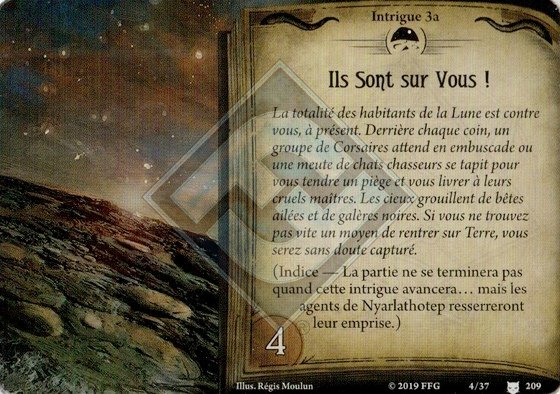 Intrigue 3a
Ils Sont sur Vous !
La totalité des habitants de la Lune est contre
vous, à présent. Derrière chaque coin, un
groupe de Corsaires attend en embuscade ou
une meute de chats chasseurs se tapit pour
vous tendre un piège et vous livrer à leurs
cruels maîtres. Les cieux grouillent de bêtes
ailées et de galères noires. Si vous ne trouvez
pas vite un moyen de rentrer sur Terre, vous
serez sans doute capturé.
(Indice — La partie ne se terminera pas
quand cette intrigue avancera… mais les
agents de Nyarlathotep resserreront
leur emprise.)
4
Illus. Régis Moulun
© 2019 FFG
4/37
209